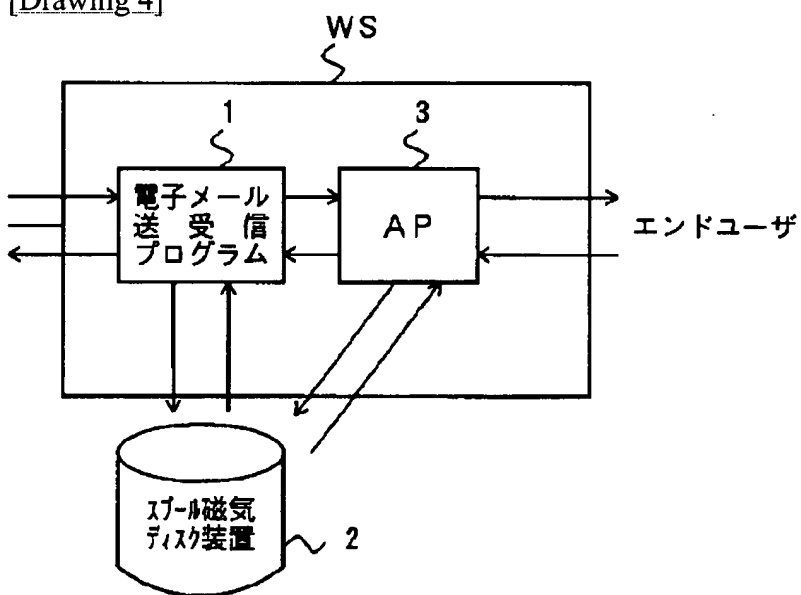 [Drawing 4]
WS
1
3
電子メール
送受信
プログラム
AP
エンドユーザ
スプール磁気
ディスク装置
2